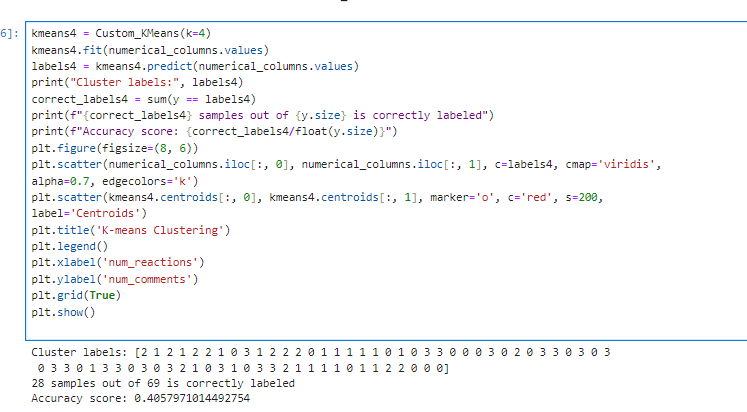 6]:
kmeans4 = Custom_KMeans(k=4)
kmeans4.fit(numerical_columns.values)
labels4 = kmeans4.predict(numerical_columns.values)
print("Cluster labels:", labels4)
correct_labels4 = sum(y == labels4)
print(f"{correct_labels4} samples out of {y.size} is correctly labeled")
print(f"Accuracy score: {correct_labels4/float(y.size)}")
plt.figure(figsize=(8, 6))
plt.scatter(numerical_columns.iloc[:, 0], numerical_columns.iloc[:, 1], c=labels4, cmap='viridis',
alpha=0.7, edgecolors='k')
plt.scatter(kmeans4.centroids[:, 0], kmeans4.centroids[:, 1], marker='o', c='red', s=200,
label='Centroids')
plt.title('K-means Clustering')
plt.legend()
plt.xlabel('num_reactions')
plt.ylabel('num_comments')
plt.grid(True)
plt.show()
Cluster labels: [2 1 2 1 2 2 1 0 3 1 2 2 2 0 1 1 1 1 1 0 1 0 3 3 0 0 0 3 0 2 0 3 3 0 3 0 3
0 3 3 0 1 3 3 0 3 0 3 2 1 0 3 1 0 3 3 2 1 1 1 1 0 1 1 2 2 0 0 0]
28 samples out of 69 is correctly labeled
Accuracy score: 0.4057971014492754